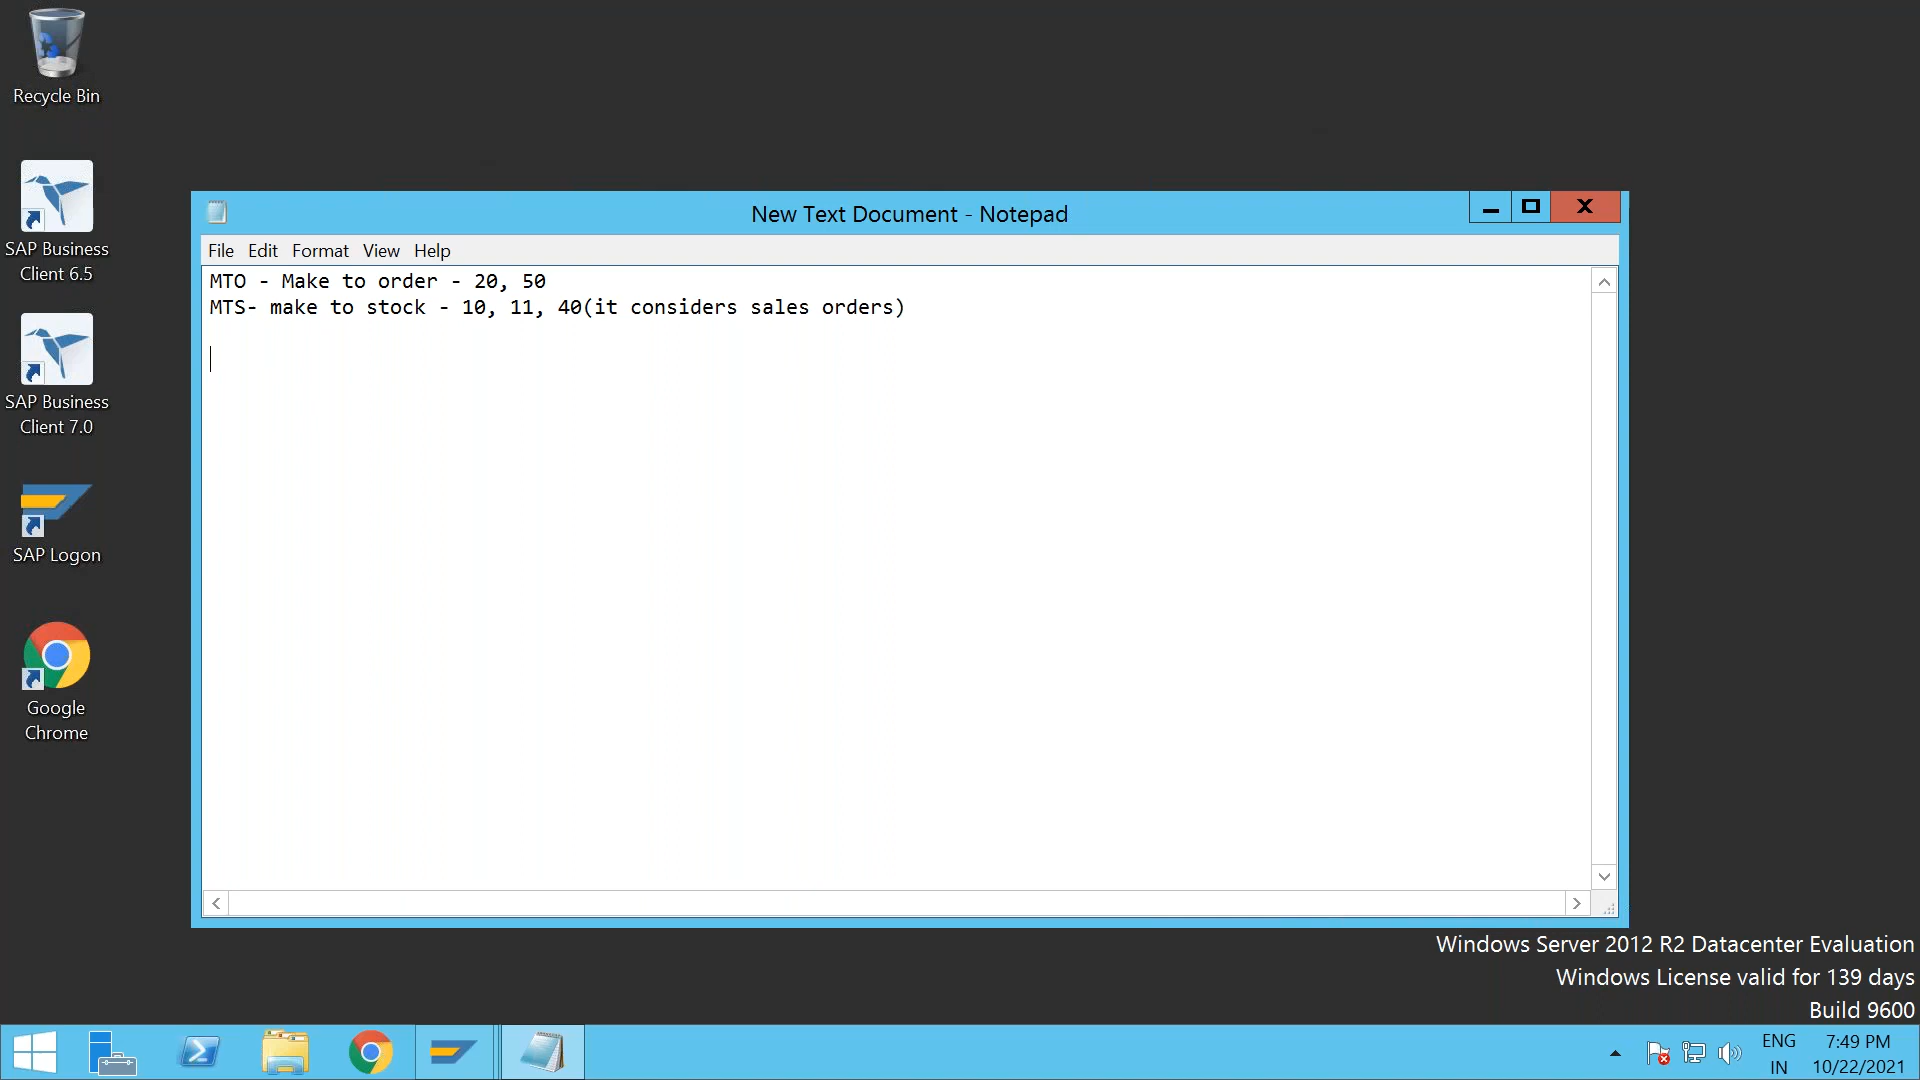 Recycle Bin
SAP Business
Client 6.5
SAP Business
Client 7.0
SAP Logon
Google
Chrome
New Text Document - Notepad
File Edit Format View Help
MTO - Make to order - 20, 50
MTS- make to stock - 10, 11, 40(it considers sales orders)
Windows Server 2012 R2 Datacenter Evaluation
Windows License valid for 139 days
Build 9600
ENG
IN
7:49 PM
10/22/2021